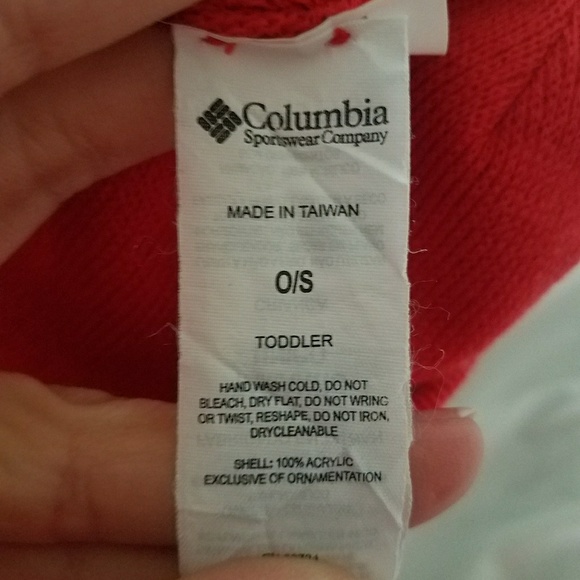 Columbia
Sportswear Company
MADE IN TAIWAN
O/S
TODDLER
HAND WASH COLD, DO NOT
BLEACH, DRY FLAT, DO NOT WRING
OR TWIST, RESHAPE, DO NOT IRON,
DRYCLEANABLE
SHELL: 100% ACRYLIC
EXCLUSIVE OF ORNAMENTATION